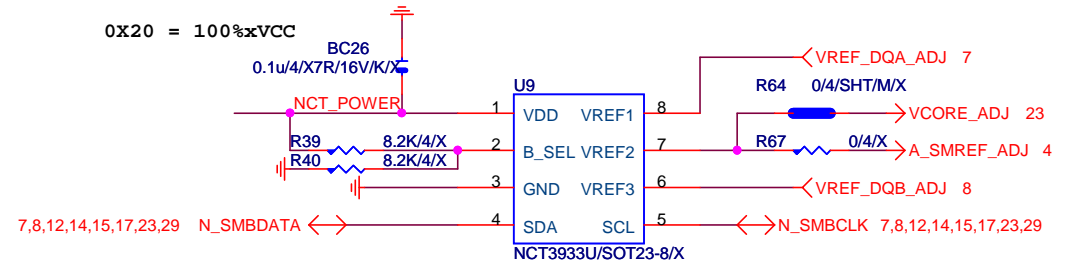 0X20 = 100%xVCC
BC26
0.1u/4/X7R/16V/K/X
VREF_DQA_ADJ 7
U9
R64 0/4/SHT/M/X
NCT_POWER
1 VDD VREF1 8
VCORE_ADJ 23
R39 8.2K/4/X
2 B_SEL VREF2 7
R67 0/4/X
A_SMREF_ADJ 4
R40 8.2K/4/X
3 GND VREF3 6
VREF_DQB_ADJ 8
7,8,12,14,15,17,23,29 N_SMBDATA
4 SDA SCL 5
N_SMBCLK 7,8,12,14,15,17,23,29
NCT3933U/SOT23-8/X